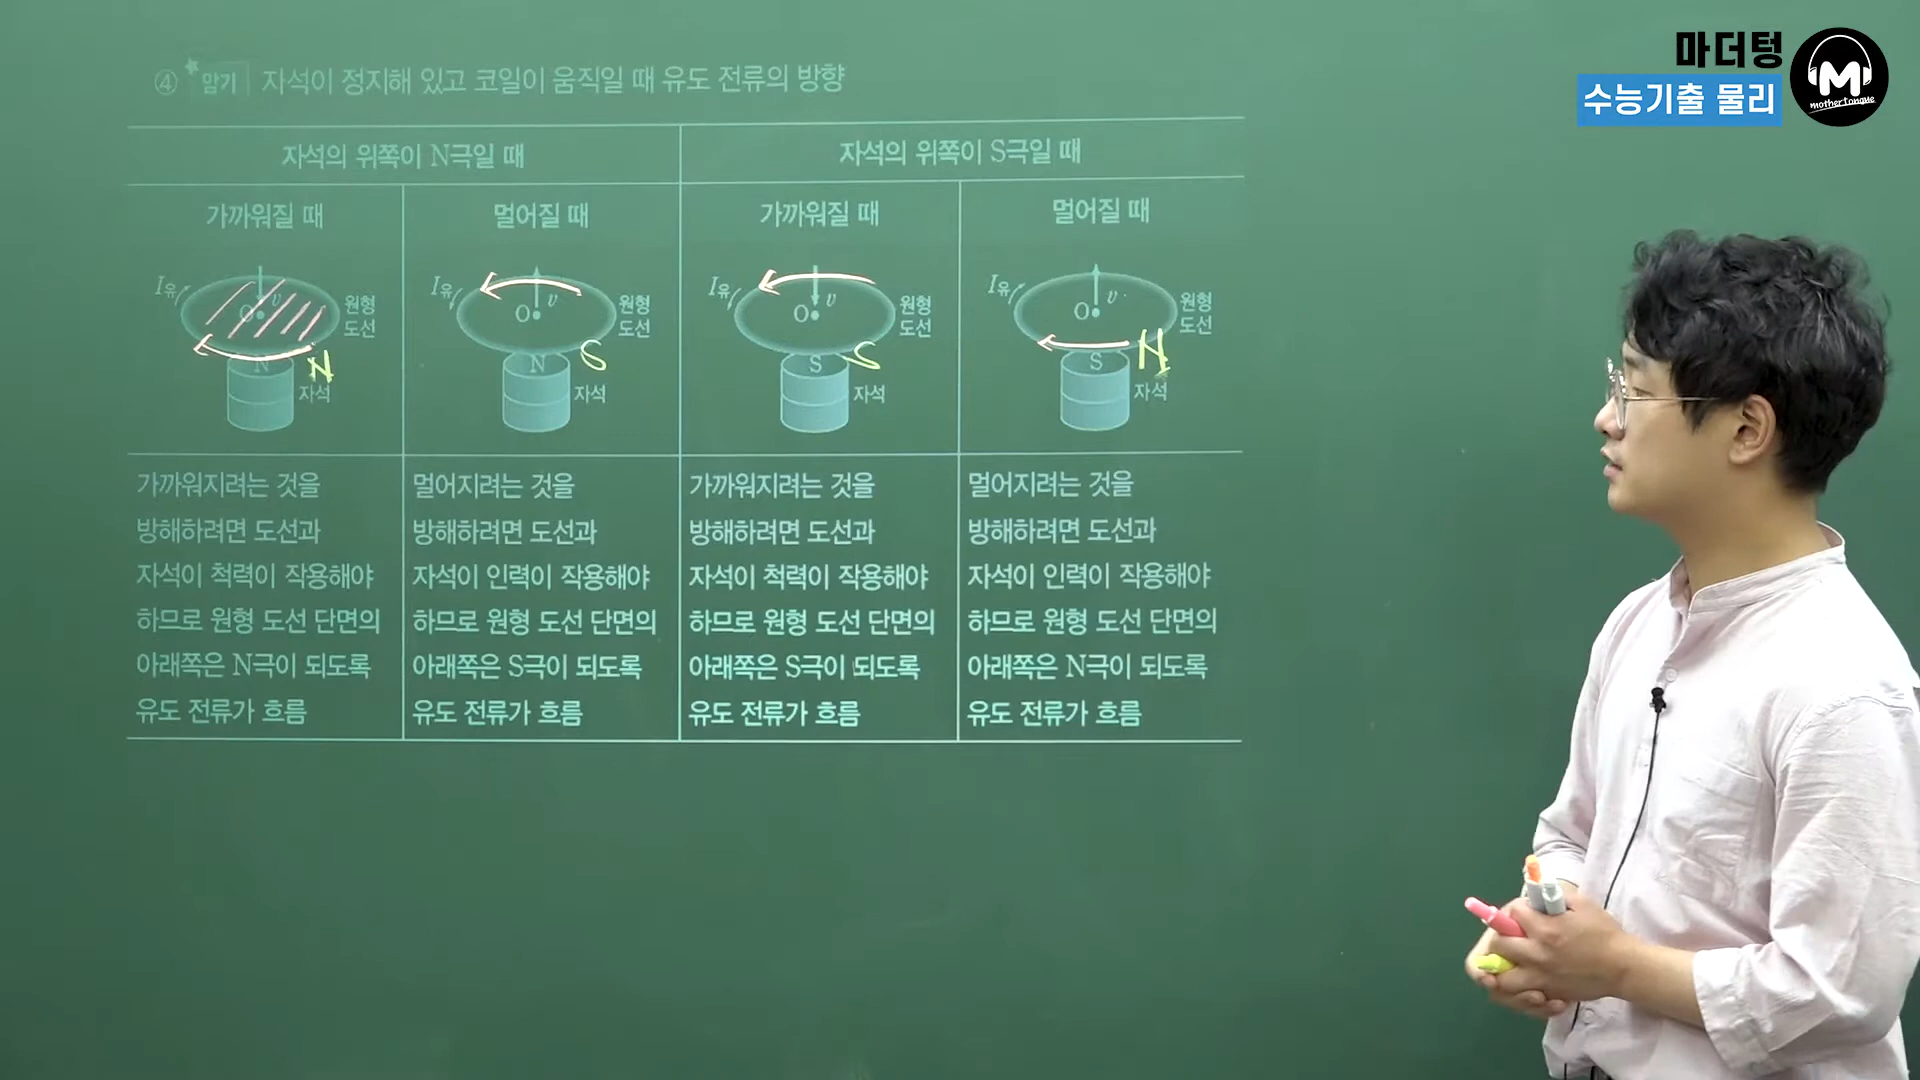 마더텅
수능기출 물리
M
mothertongue
④ 암기 자석이 정지해 있고 코일이 움직일 때 유도 전류의 방향
자석의 위쪽이 N극일 때
자석의 위쪽이 S극일 때
가까워질 때
멀어질 때
가까워질 때
멀어질 때
I유 O v 원형 도선
N N 자석
I유 O v 원형 도선
N S 자석
I유 O v 원형 도선
S S 자석
I유 O v 원형 도선
S N 자석
가까워지려는 것을
방해하려면 도선과
자석이 척력이 작용해야
하므로 원형 도선 단면의
아래쪽은 N극이 되도록
유도 전류가 흐름
멀어지려는 것을
방해하려면 도선과
자석이 인력이 작용해야
하므로 원형 도선 단면의
아래쪽은 S극이 되도록
유도 전류가 흐름
가까워지려는 것을
방해하려면 도선과
자석이 척력이 작용해야
하므로 원형 도선 단면의
아래쪽은 S극이 되도록
유도 전류가 흐름
멀어지려는 것을
방해하려면 도선과
자석이 인력이 작용해야
하므로 원형 도선 단면의
아래쪽은 N극이 되도록
유도 전류가 흐름